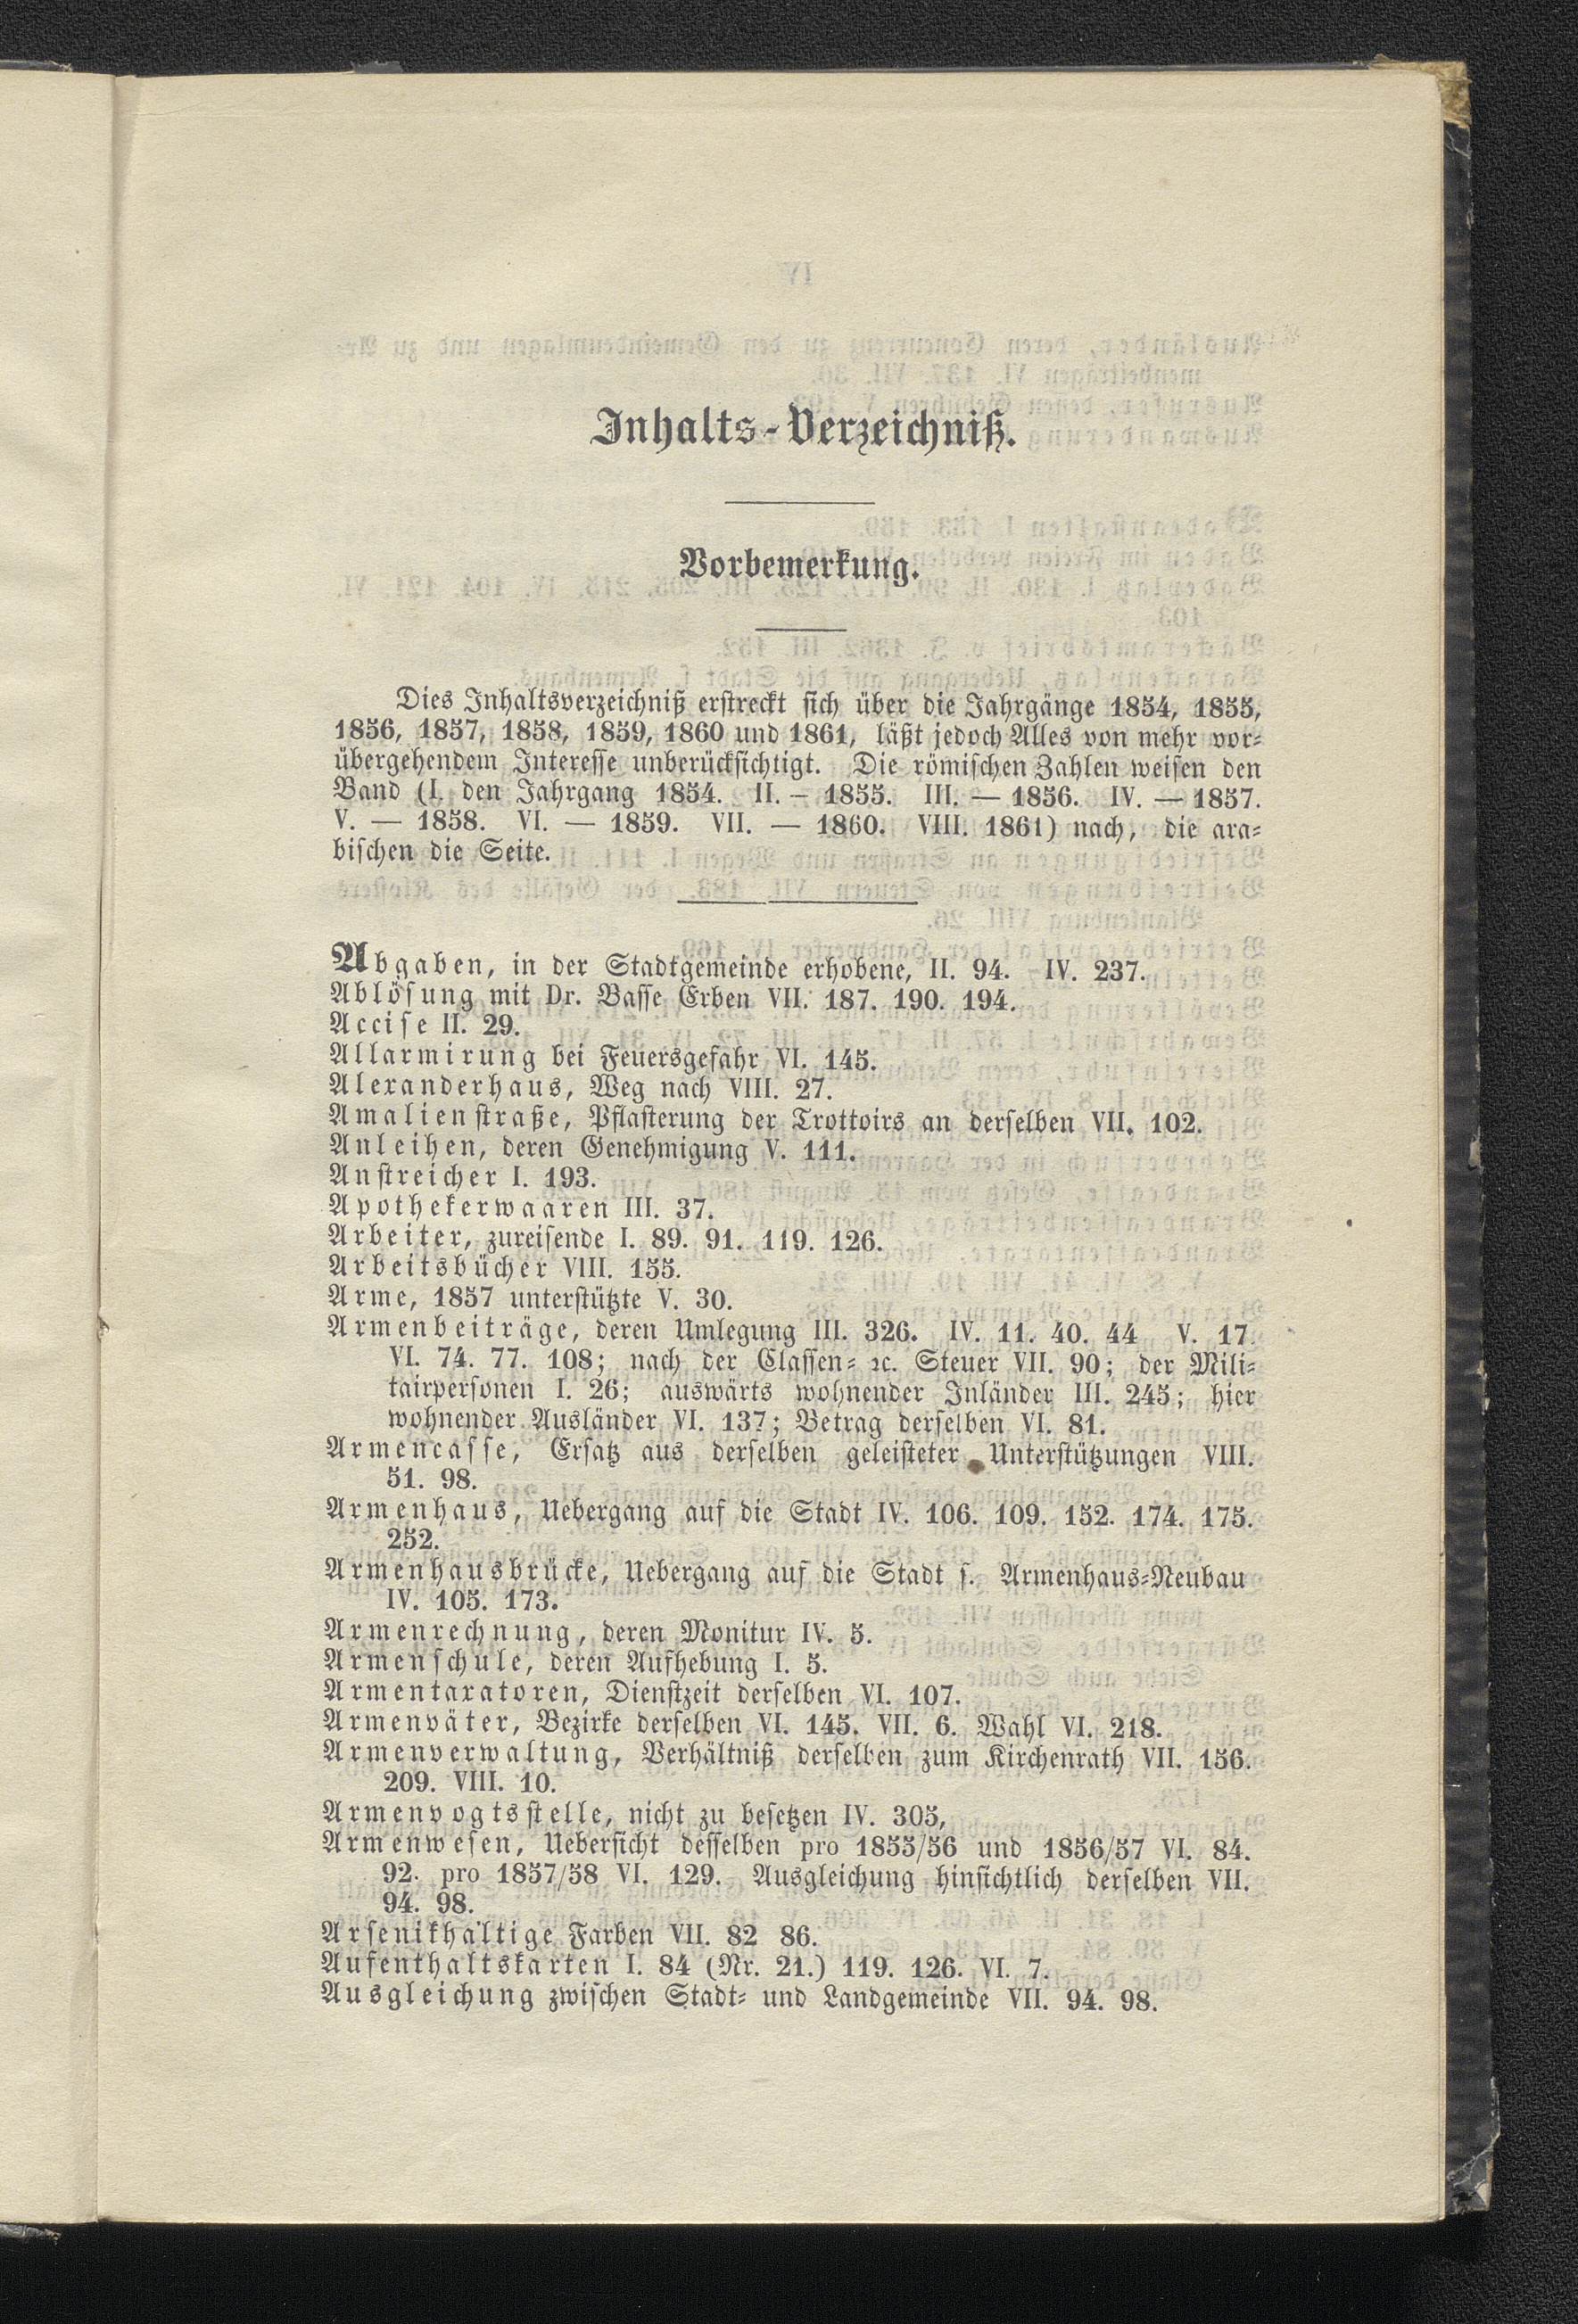 Inhalts-Verzeichniß.
Vorbemerkung.
Dies Inhaltsverzeichniß erstreckt sich über die Jahrgänge 1854, 1855,
1856, 1857, 1858, 1859, 1860 und 1861, läßt jedoch Alles von mehr vor-
übergehendem Interesse unberücksichtigt. Die römischen Zahlen weisen den
Band (I. den Jahrgang 1854. II. – 1855. III. — 1856. IV. — 1857.
V. — 1858. VI. — 1859. VII. — 1860. VIII. 1861) nach, die ara-
bischen die Seite.
Abgaben, in der Stadtgemeinde erhobene, II. 94. IV. 237.
Ablösung mit Dr. Basse Erben VII. 187. 190. 194.
Accise II. 29.
Allarmirung bei Feuersgefahr VI. 145.
Alexanderhaus, Weg nach VIII. 27.
Amalienstraße, Pflasterung der Trottoirs an derselben VII. 102.
Anleihen, deren Genehmigung V. 111.
Anstreicher I. 193.
Apothekerwaaren III. 37.
Arbeiter, zureisende I. 89. 91. 119. 126.
Arbeitsbücher VIII. 155.
Arme, 1857 unterstützte V. 30.
Armenbeiträge, deren Umlegung III. 326. IV. 11. 40. 44 V. 17.
VI. 74. 77. 108; nach der Classen- ꝛc. Steuer VII. 90; der Mili-
tairpersonen I. 26; auswärts wohnender Inländer III. 245; hier
wohnender Ausländer VI. 137; Betrag derselben VI. 81.
Armencasse, Ersatz aus derselben geleisteter Unterstützungen VIII.
51. 98.
Armenhaus, Uebergang auf die Stadt IV. 106. 109. 152. 174. 175.
252.
Armenhausbrücke, Uebergang auf die Stadt s. Armenhaus-Neubau
IV. 105. 173.
Armenrechnung, deren Monitur IV. 5.
Armenschule, deren Aufhebung I. 5.
Armentaxatoren, Dienstzeit derselben VI. 107.
Armenväter, Bezirke derselben VI. 145. VII. 6. Wahl VI. 218.
Armenverwaltung, Verhältniß derselben zum Kirchenrath VII. 156.
209. VIII. 10.
Armenvogtsstelle, nicht zu besetzen IV. 305,
Armenwesen, Uebersicht desselben pro 1855/56 und 1856/57 VI. 84.
92. pro 1857/58 VI. 129. Ausgleichung hinsichtlich derselben VII.
94. 98.
Arsenikhaltige Farben VII. 82 86.
Aufenthaltskarten I. 84 (Nr. 21.) 119. 126. VI. 7.
Ausgleichung zwischen Stadt- und Landgemeinde VII. 94. 98.